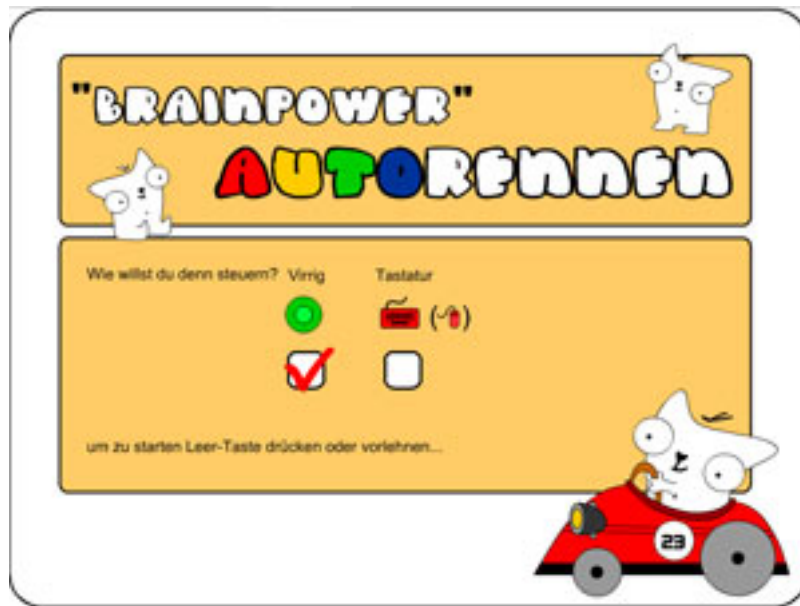 "BRAINPOWER"
AUTORENNEN
Wie willst du denn steuern? Virrig Tastatur
( )
um zu starten Leer-Taste drücken oder vorlehnen...
23